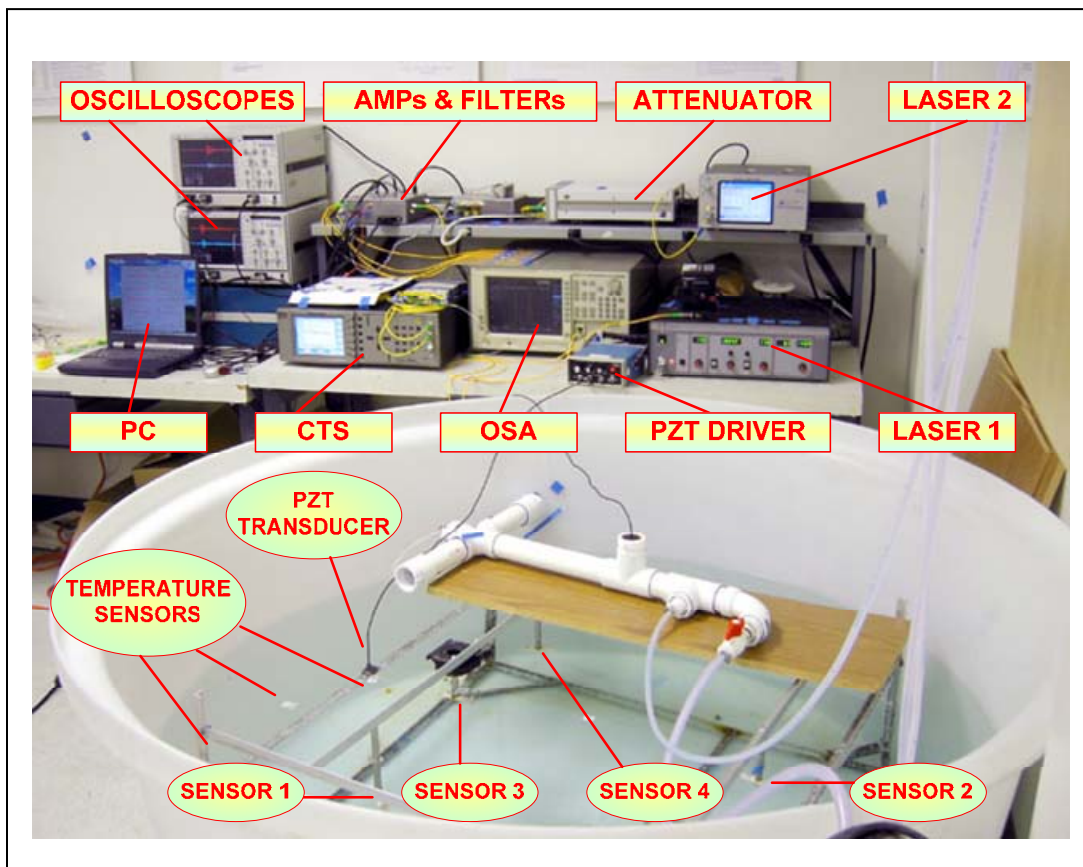 OSCILLOSCOPES
AMPs & FILTERs
ATTENUATOR
LASER 2
PC
CTS
OSA
PZT DRIVER
LASER 1
PZT
TRANSDUCER
TEMPERATURE
SENSORS
SENSOR 1
SENSOR 3
SENSOR 4
SENSOR 2